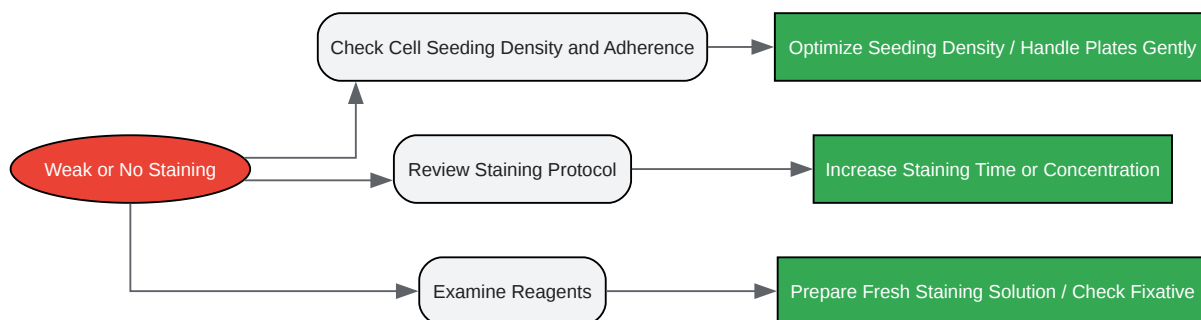 Check Cell Seeding Density and Adherence
Optimize Seeding Density / Handle Plates Gently
Weak or No Staining
Review Staining Protocol
Increase Staining Time or Concentration
Examine Reagents
Prepare Fresh Staining Solution / Check Fixative